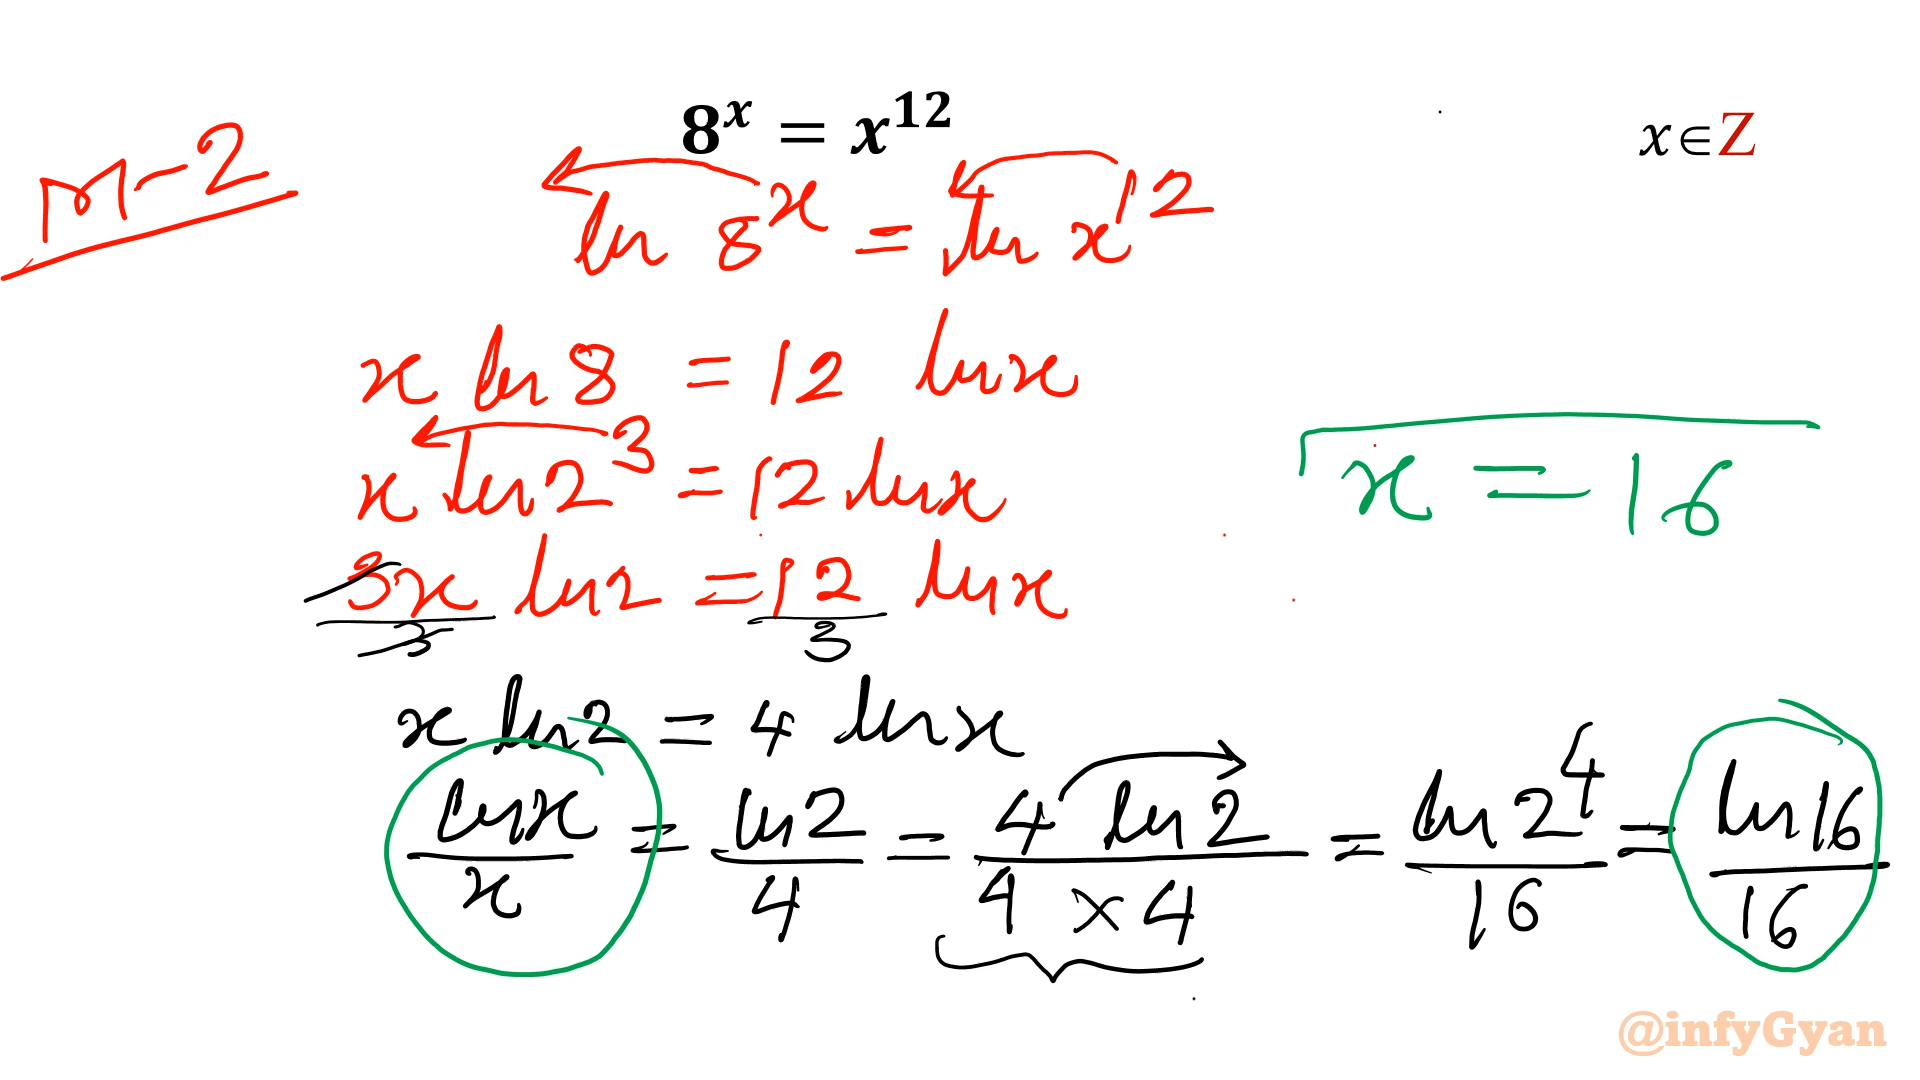 M-2
8^x = x^12
x∈Z
ln 8^x = ln x^12
x ln 8 = 12 ln x
x ln 2^3 = 12 ln x
x = 16
3x/3 ln 2 = 12/3 ln x
x ln 2 = 4 ln x
ln x/x = ln 2/4 = 4 ln 2/4 × 4 = ln 2^4/16 = ln 16/16
@infyGyan